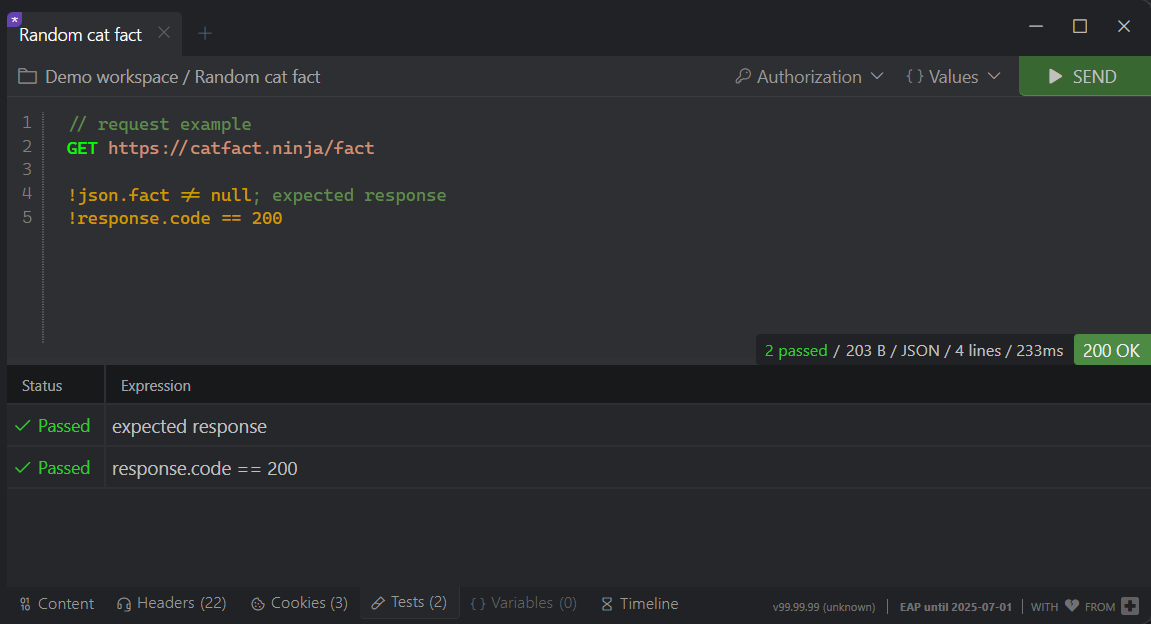 *
Random cat fact
Demo workspace / Random cat fact
Authorization
{ } Values
SEND
1 // request example
2 GET https://catfact.ninja/fact
3
4 !json.fact ≠ null; expected response
5 !response.code == 200
2 passed / 203 B / JSON / 4 lines / 233ms
200 OK
Status Expression
Passed expected response
Passed response.code == 200
Content Headers (22) Cookies (3) Tests (2) { } Variables (0) Timeline
v99.99.99 (unknown) EAP until 2025-07-01 WITH FROM